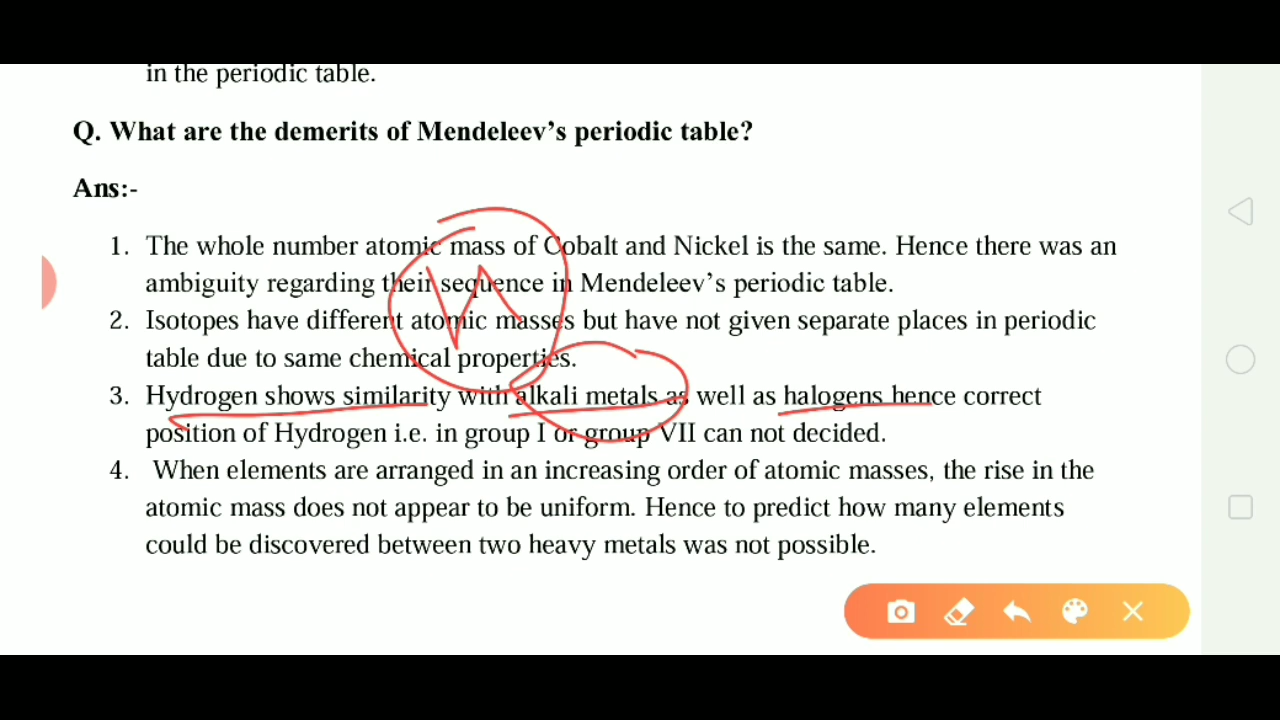 in the periodic table.
Q. What are the demerits of Mendeleev’s periodic table?
Ans:-
1. The whole number atomic mass of Cobalt and Nickel is the same. Hence there was an
ambiguity regarding their sequence in Mendeleev’s periodic table.
2. Isotopes have different atomic masses but have not given separate places in periodic
table due to same chemical properties.
3. Hydrogen shows similarity with alkali metals as well as halogens hence correct
position of Hydrogen i.e. in group I or group VII can not decided.
4. When elements are arranged in an increasing order of atomic masses, the rise in the
atomic mass does not appear to be uniform. Hence to predict how many elements
could be discovered between two heavy metals was not possible.